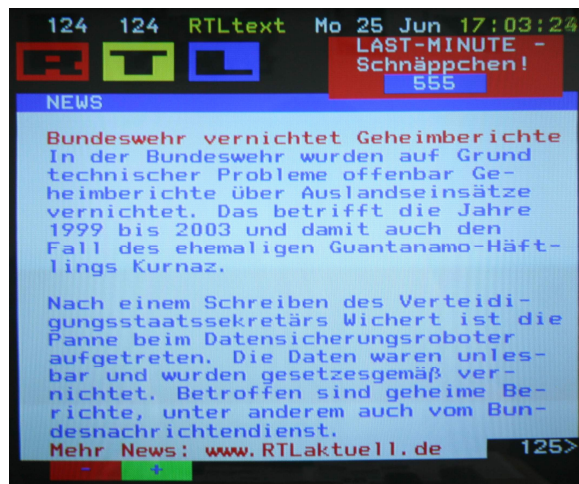 124 124 RTLtext Mo 25 Jun 17:03:24
RTL
LAST-MINUTE -
Schnäppchen!
555
NEWS
Bundeswehr vernichtet Geheimberichte
In der Bundeswehr wurden auf Grund
technischer Probleme offenbar Ge-
heimberichte über Auslandseinsätze
vernichtet. Das betrifft die Jahre
1999 bis 2003 und damit auch den
Fall des ehemaligen Guantanamo-Häft-
lings Kurnaz.
Nach einem Schreiben des Verteidi-
gungsstaatssekretärs Wichert ist die
Panne beim Datensicherungsroboter
aufgetreten. Die Daten waren unles-
bar und wurden gesetzesgemäß ver-
nichtet. Betroffen sind geheime Be-
richte, unter anderem auch vom Bun-
desnachrichtendienst.
Mehr News: www.RTLaktuell.de 125>
- +